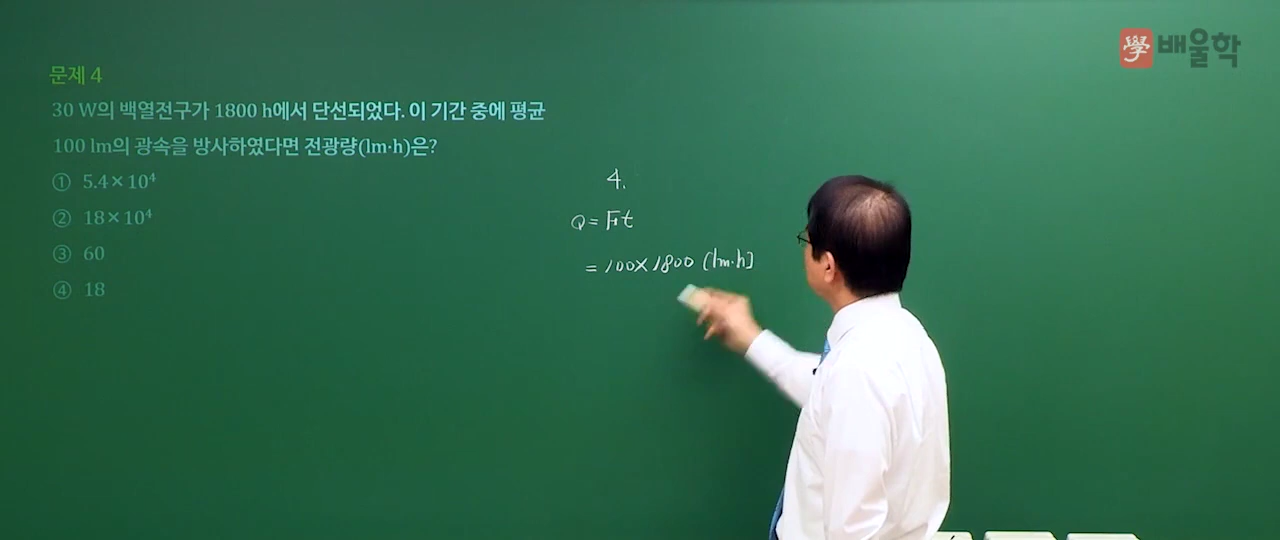 學 배울학
문제 4
30 W의 백열전구가 1800 h에서 단선되었다. 이 기간 중에 평균
100 lm의 광속을 방사하였다면 전광량(lm·h)은?
① 5.4×10⁴
② 18×10⁴
③ 60
④ 18
4.
Q = F·t
= 100×1800 [lm·h]